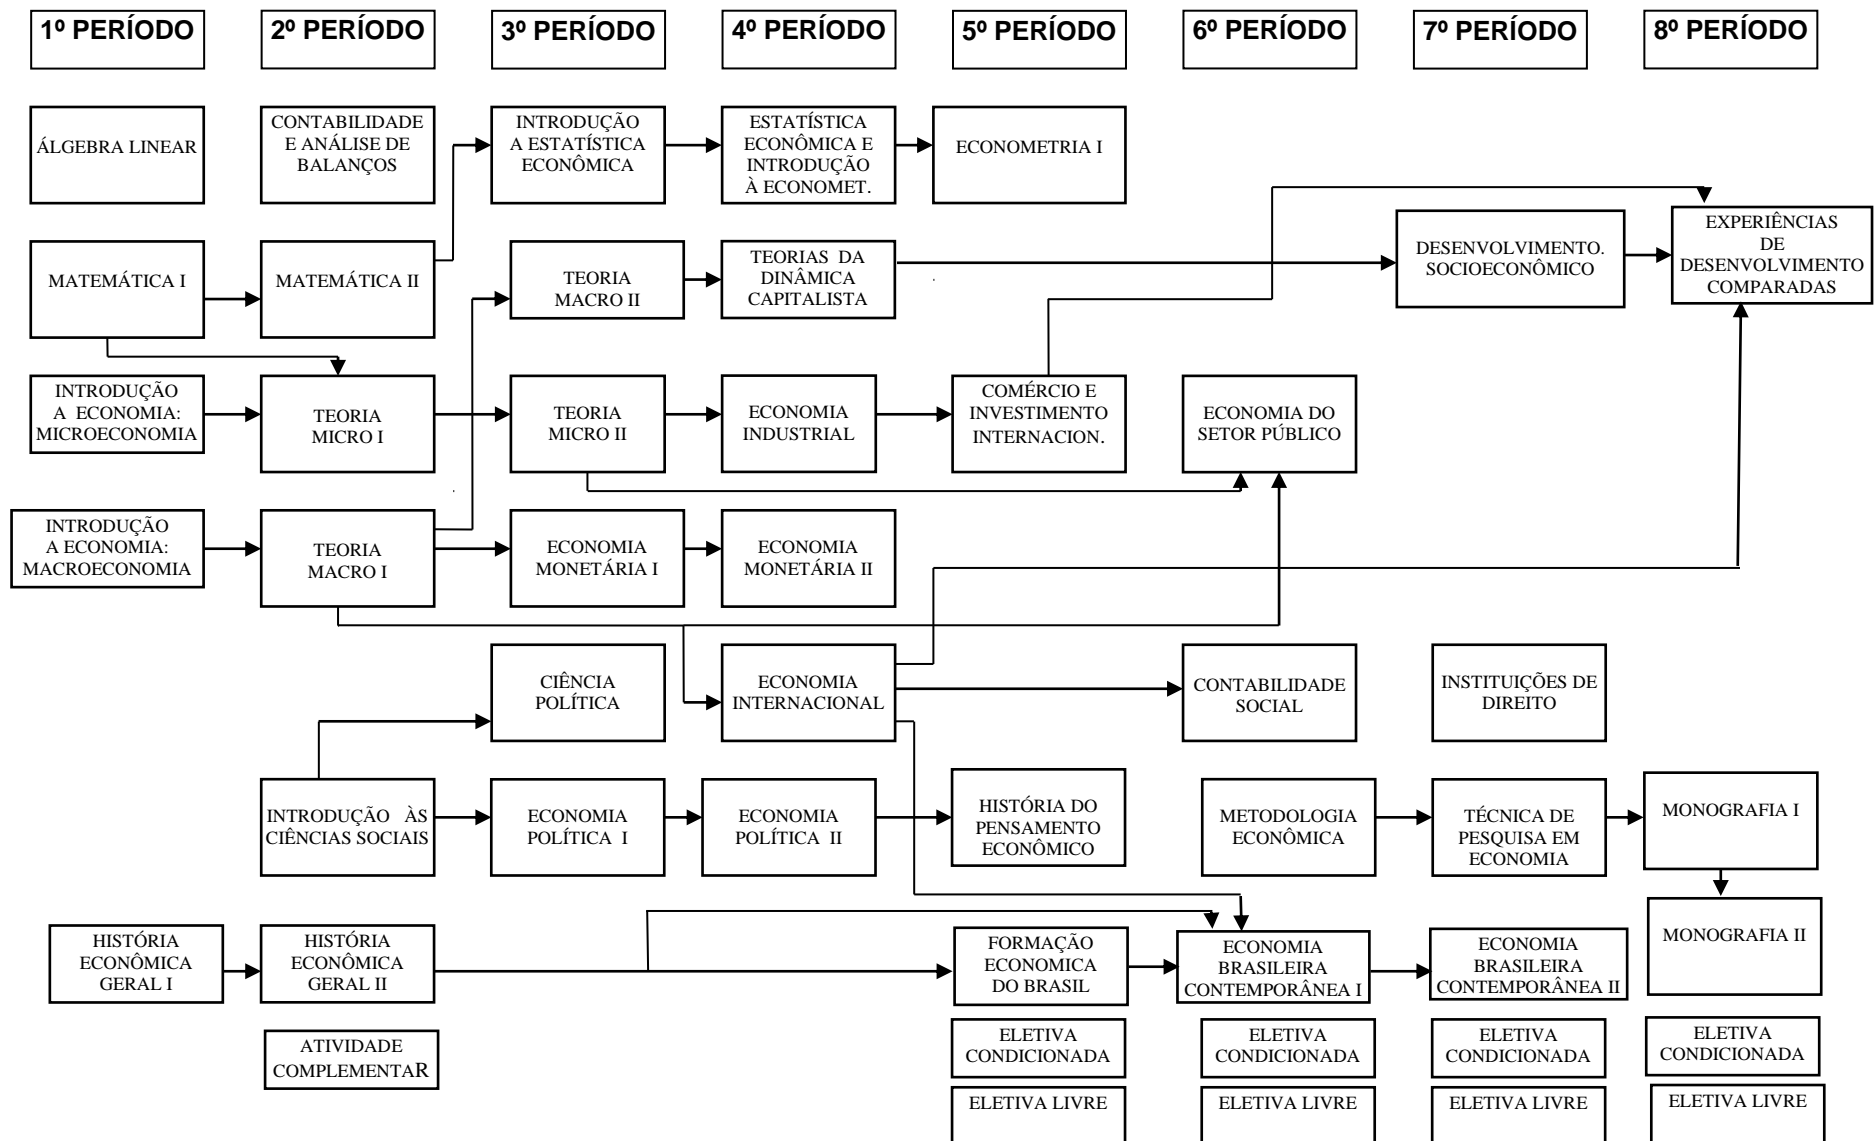 1º PERÍODO
2º PERÍODO
3º PERÍODO
4º PERÍODO
5º PERÍODO
6º PERÍODO
7º PERÍODO
8º PERÍODO
ÁLGEBRA LINEAR
CONTABILIDADE
E ANÁLISE DE
BALANÇOS
INTRODUÇÃO
A ESTATÍSTICA
ECONÔMICA
ESTATÍSTICA
ECONÔMICA E
INTRODUÇÃO
À ECONOMET.
ECONOMETRIA I
MATEMÁTICA I
MATEMÁTICA II
TEORIA
MACRO II
TEORIAS DA
DINÂMICA
CAPITALISTA
DESENVOLVIMENTO.
SOCIOECONÔMICO
EXPERIÊNCIAS
DE
DESENVOLVIMENTO
COMPARADAS
INTRODUÇÃO
A ECONOMIA:
MICROECONOMIA
TEORIA
MICRO I
TEORIA
MICRO II
ECONOMIA
INDUSTRIAL
COMÉRCIO E
INVESTIMENTO
INTERNACION.
ECONOMIA DO
SETOR PÚBLICO
INTRODUÇÃO
A ECONOMIA:
MACROECONOMIA
TEORIA
MACRO I
ECONOMIA
MONETÁRIA I
ECONOMIA
MONETÁRIA II
CIÊNCIA
POLÍTICA
ECONOMIA
INTERNACIONAL
CONTABILIDADE
SOCIAL
INSTITUIÇÕES DE
DIREITO
INTRODUÇÃO ÀS
CIÊNCIAS SOCIAIS
ECONOMIA
POLÍTICA I
ECONOMIA
POLÍTICA II
HISTÓRIA DO
PENSAMENTO
ECONÔMICO
METODOLOGIA
ECONÔMICA
TÉCNICA DE
PESQUISA EM
ECONOMIA
MONOGRAFIA I
HISTÓRIA
ECONÔMICA
GERAL I
HISTÓRIA
ECONÔMICA
GERAL II
FORMAÇÃO
ECONOMICA
DO BRASIL
ECONOMIA
BRASILEIRA
CONTEMPORÂNEA I
ECONOMIA
BRASILEIRA
CONTEMPORÂNEA II
MONOGRAFIA II
ATIVIDADE
COMPLEMENTAR
ELETIVA
CONDICIONADA
ELETIVA
CONDICIONADA
ELETIVA
CONDICIONADA
ELETIVA
CONDICIONADA
ELETIVA LIVRE
ELETIVA LIVRE
ELETIVA LIVRE
ELETIVA LIVRE